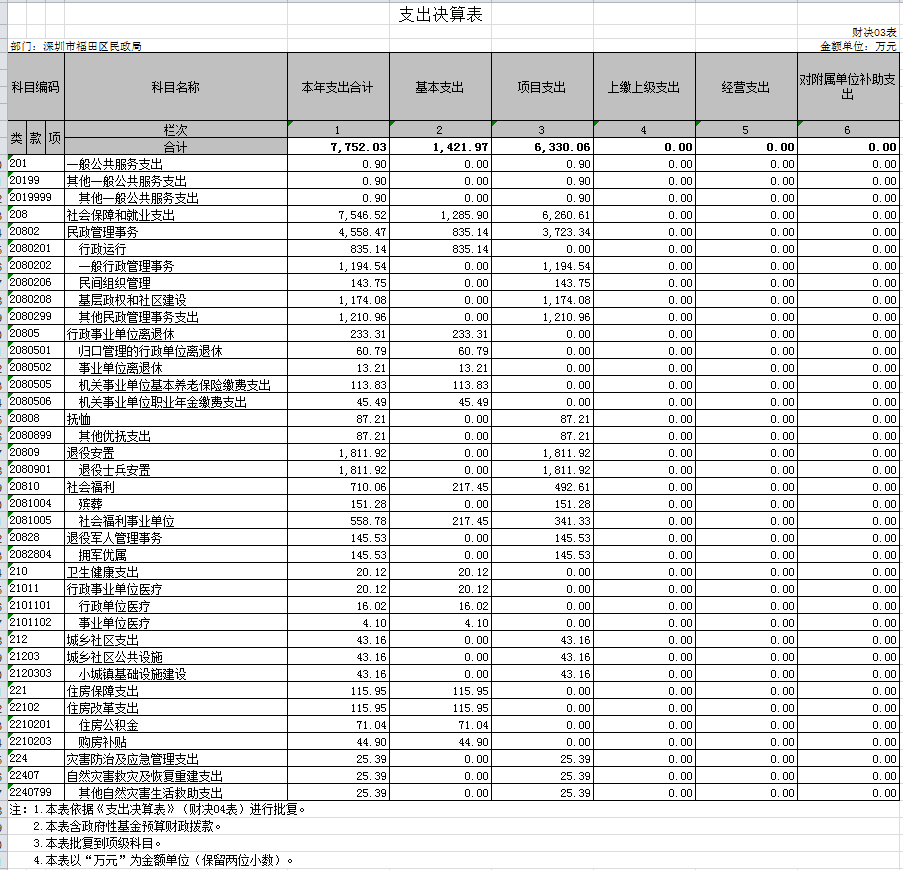 支出决算表
财决03表
部门：深圳市福田区民政局 金额单位：万元
科目编码 科目名称 本年支出合计 基本支出 项目支出 上缴上级支出 经营支出 对附属单位补助支出
类 款 项 栏次 1 2 3 4 5 6
合计 7,752.03 1,421.97 6,330.06 0.00 0.00 0.00
201 一般公共服务支出 0.90 0.00 0.90 0.00 0.00 0.00
20199 其他一般公共服务支出 0.90 0.00 0.90 0.00 0.00 0.00
2019999 其他一般公共服务支出 0.90 0.00 0.90 0.00 0.00 0.00
208 社会保障和就业支出 7,546.52 1,285.90 6,260.61 0.00 0.00 0.00
20802 民政管理事务 4,558.47 835.14 3,723.34 0.00 0.00 0.00
2080201 行政运行 835.14 835.14 0.00 0.00 0.00 0.00
2080202 一般行政管理事务 1,194.54 0.00 1,194.54 0.00 0.00 0.00
2080206 民间组织管理 143.75 0.00 143.75 0.00 0.00 0.00
2080208 基层政权和社区建设 1,174.08 0.00 1,174.08 0.00 0.00 0.00
2080299 其他民政管理事务支出 1,210.96 0.00 1,210.96 0.00 0.00 0.00
20805 行政事业单位离退休 233.31 233.31 0.00 0.00 0.00 0.00
2080501 归口管理的行政单位离退休 60.79 60.79 0.00 0.00 0.00 0.00
2080502 事业单位离退休 13.21 13.21 0.00 0.00 0.00 0.00
2080505 机关事业单位基本养老保险缴费支出 113.83 113.83 0.00 0.00 0.00 0.00
2080506 机关事业单位职业年金缴费支出 45.49 45.49 0.00 0.00 0.00 0.00
20808 抚恤 87.21 0.00 87.21 0.00 0.00 0.00
2080899 其他优抚支出 87.21 0.00 87.21 0.00 0.00 0.00
20809 退役安置 1,811.92 0.00 1,811.92 0.00 0.00 0.00
2080901 退役士兵安置 1,811.92 0.00 1,811.92 0.00 0.00 0.00
20810 社会福利 710.06 217.45 492.61 0.00 0.00 0.00
2081004 殡葬 151.28 0.00 151.28 0.00 0.00 0.00
2081005 社会福利事业单位 558.78 217.45 341.33 0.00 0.00 0.00
20828 退役军人管理事务 145.53 0.00 145.53 0.00 0.00 0.00
2082804 拥军优属 145.53 0.00 145.53 0.00 0.00 0.00
210 卫生健康支出 20.12 20.12 0.00 0.00 0.00 0.00
21011 行政事业单位医疗 20.12 20.12 0.00 0.00 0.00 0.00
2101101 行政单位医疗 16.02 16.02 0.00 0.00 0.00 0.00
2101102 事业单位医疗 4.10 4.10 0.00 0.00 0.00 0.00
212 城乡社区支出 43.16 0.00 43.16 0.00 0.00 0.00
21203 城乡社区公共设施 43.16 0.00 43.16 0.00 0.00 0.00
2120303 小城镇基础设施建设 43.16 0.00 43.16 0.00 0.00 0.00
221 住房保障支出 115.95 115.95 0.00 0.00 0.00 0.00
22102 住房改革支出 115.95 115.95 0.00 0.00 0.00 0.00
2210201 住房公积金 71.04 71.04 0.00 0.00 0.00 0.00
2210203 购房补贴 44.90 44.90 0.00 0.00 0.00 0.00
224 灾害防治及应急管理支出 25.39 0.00 25.39 0.00 0.00 0.00
22407 自然灾害救灾及恢复重建支出 25.39 0.00 25.39 0.00 0.00 0.00
2240799 其他自然灾害生活救助支出 25.39 0.00 25.39 0.00 0.00 0.00
注：1.本表依据《支出决算表》（财决04表）进行批复。
2.本表含政府性基金预算财政拨款。
3.本表批复到项级科目。
4.本表以“万元”为金额单位（保留两位小数）。